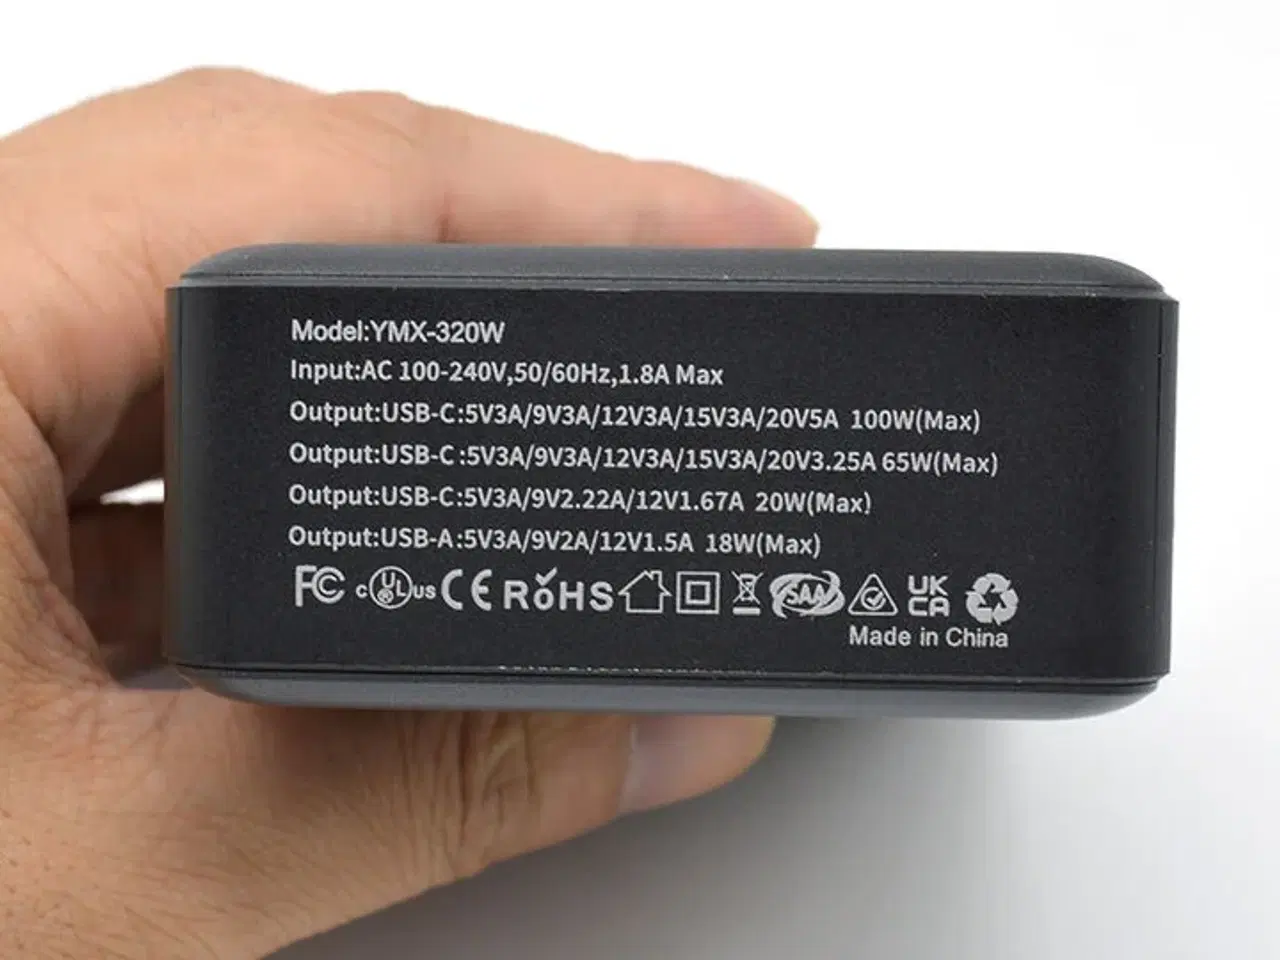 Model:YMX-320W
Input:AC 100-240V,50/60Hz,1.8A Max
Output:USB-C:5V3A/9V3A/12V3A/15V3A/20V5A 100W(Max)
Output:USB-C:5V3A/9V3A/12V3A/15V3A/20V3.25A 65W(Max)
Output:USB-C:5V3A/9V2.22A/12V1.67A 20W(Max)
Output:USB-A:5V3A/9V2A/12V1.5A 18W(Max)
FC c UL us CE RoHS SAA UK CA
Made in China